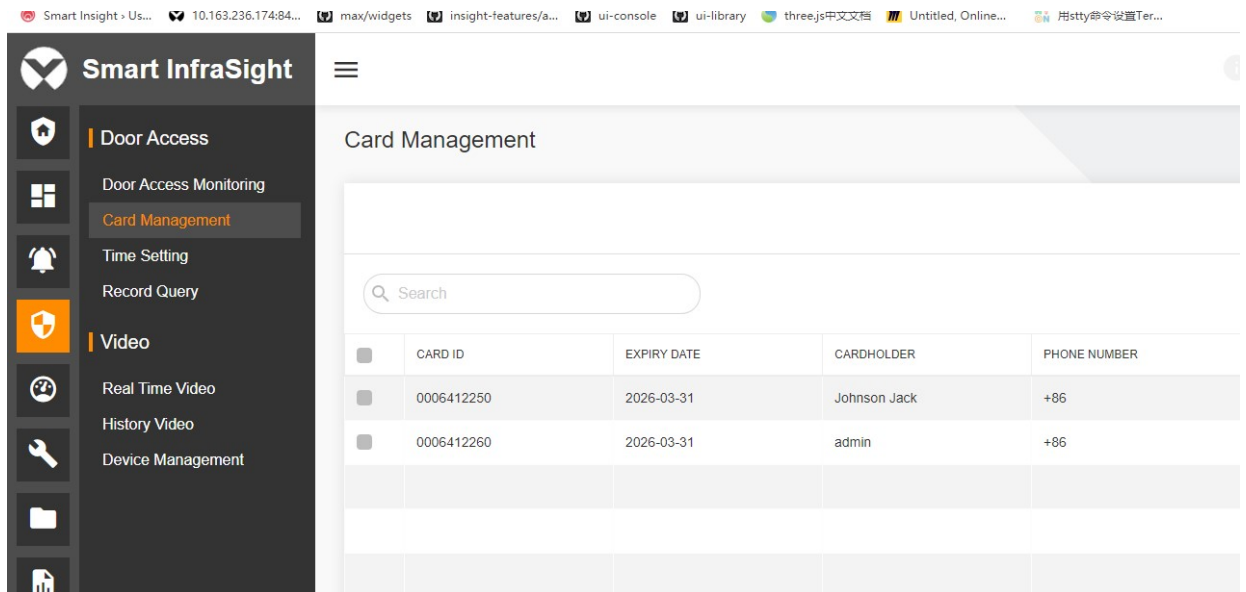 Smart Insight › Us... 10.163.236.174:84... max/widgets insight-features/a... ui-console ui-library three.js中文文档 Untitled, Online... 用stty命令设置Ter...
Smart InfraSight
Card Management
Door Access
Door Access Monitoring
Card Management
Time Setting
Record Query
Video
Real Time Video
History Video
Device Management
Search
CARD ID EXPIRY DATE CARDHOLDER PHONE NUMBER
0006412250 2026-03-31 Johnson Jack +86
0006412260 2026-03-31 admin +86